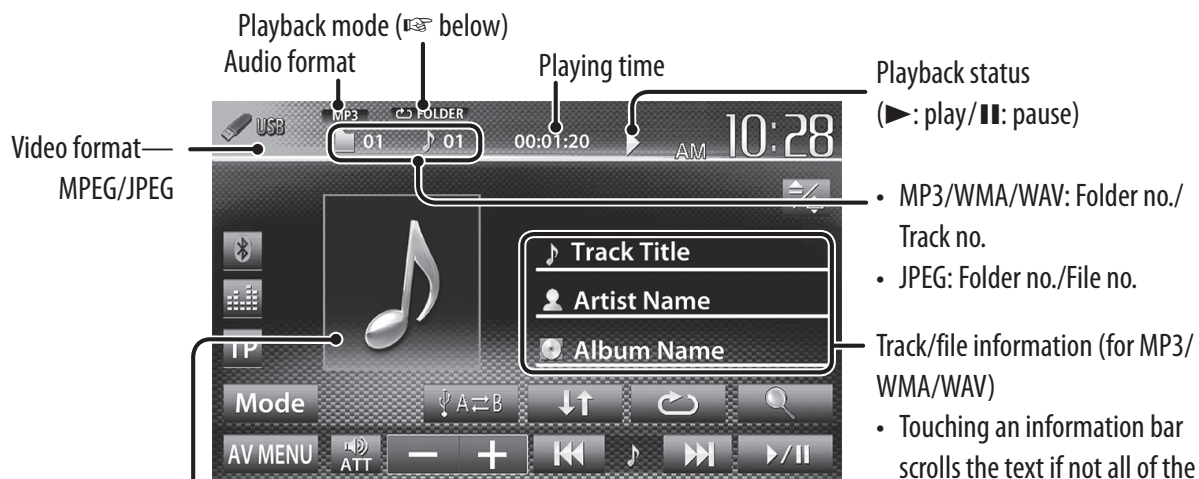 Playback mode (☞ below)
Audio format
Playing time
Playback status
(►: play/❚❚: pause)
Video format—
MPEG/JPEG
USB
MP3
FOLDER
01
01
00:01:20
AM 10:28
• MP3/WMA/WAV: Folder no./
Track no.
• JPEG: Folder no./File no.
Track Title
Artist Name
Album Name
TP
Track/file information (for MP3/
WMA/WAV)
• Touching an information bar
scrolls the text if not all of the
Mode
A⇄B
AV MENU
ATT